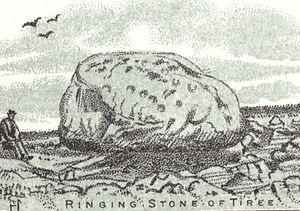 RINGING STONE OF TIREE.